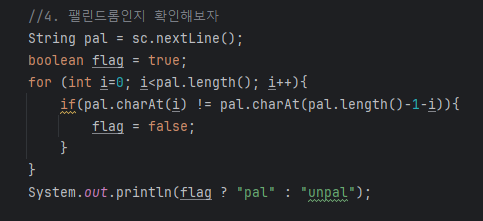 //4. 팰린드롬인지 확인해보자
String pal = sc.nextLine();
boolean flag = true;
for (int i=0; i<pal.length(); i++){
if(pal.charAt(i) != pal.charAt(pal.length()-1-i)){
flag = false;
}
}
System.out.println(flag ? "pal" : "unpal");